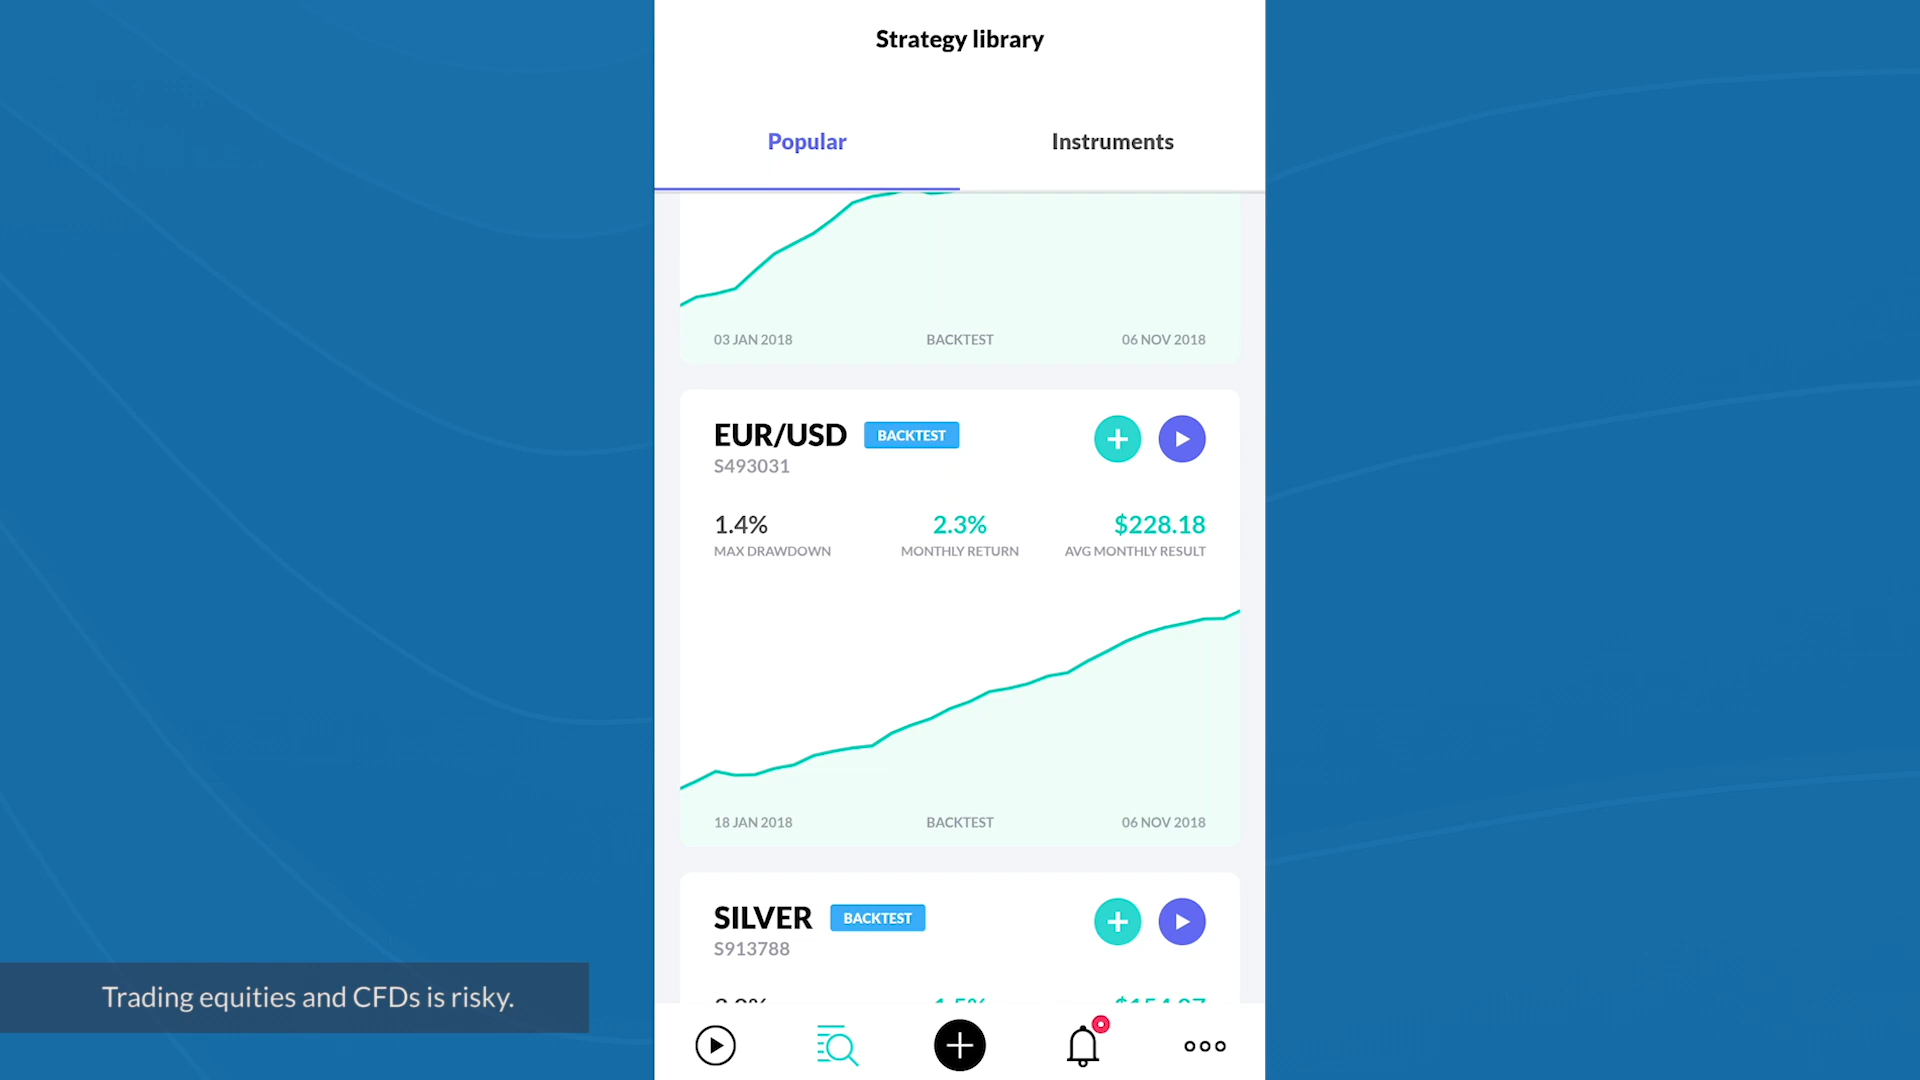 Strategy library
Popular
Instruments
03 JAN 2018
BACKTEST
06 NOV 2018
EUR/USD
BACKTEST
S493031
1.4%
2.3%
$228.18
MAX DRAWDOWN
MONTHLY RETURN
AVG MONTHLY RESULT
18 JAN 2018
BACKTEST
06 NOV 2018
SILVER
BACKTEST
S913788
Trading equities and CFDs is risky.